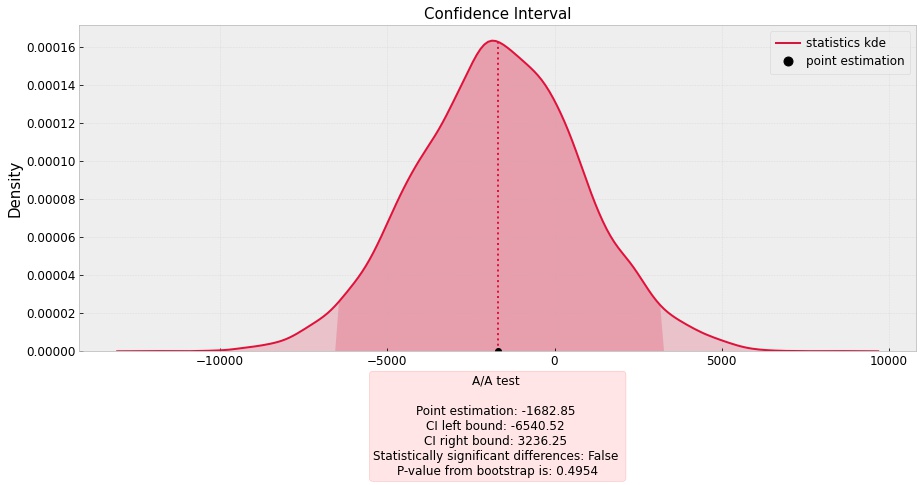 Confidence Interval
statistics kde
point estimation
Density
0.00016
0.00014
0.00012
0.00010
0.00008
0.00006
0.00004
0.00002
0.00000
−10000
−5000
0
5000
10000
A/A test
Point estimation: -1682.85
CI left bound: -6540.52
CI right bound: 3236.25
Statistically significant differences: False
P-value from bootstrap is: 0.4954